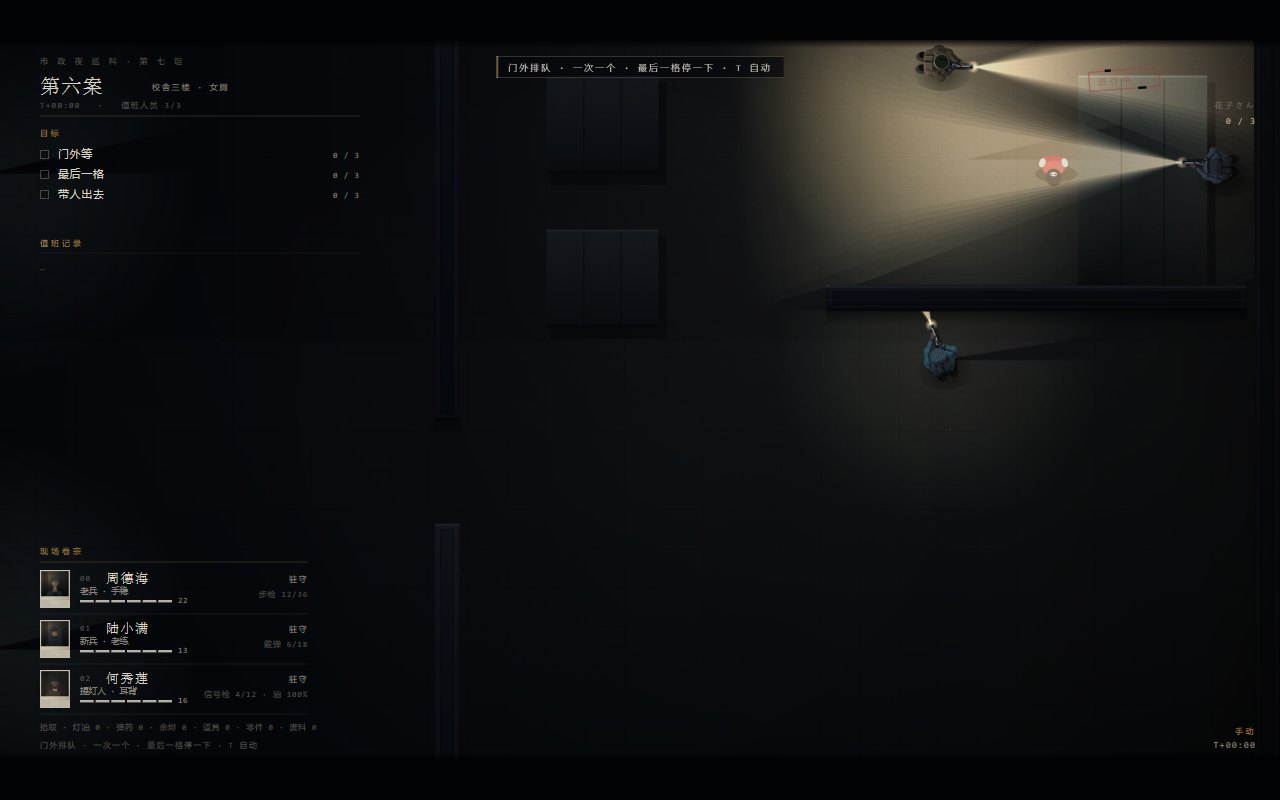 市政夜巡科 · 第七组
第六案 校舍三楼 · 女厕
T+00:00 · 值班人员 3/3
目标
门外等 0 / 3
最后一格 0 / 3
带人出去 0 / 3
值班记录
—
门外排队 · 一次一个 · 最后一格停一下 · T 自动
进行中
花子さん
0 / 3
现场卷宗
00 周德海 驻守
老兵 · 手稳 步枪 12/36
22
01 陆小满 驻守
新兵 · 老练 霰弹 6/18
13
02 何秀莲 驻守
提灯人 · 耳背 信号枪 4/12 · 油 100%
16
拾取 · 灯油 0 · 弹药 0 · 余烬 0 · 道具 0 · 零件 0 · 废料 0
门外排队 · 一次一个 · 最后一格停一下 · T 自动
手动
T+00:00